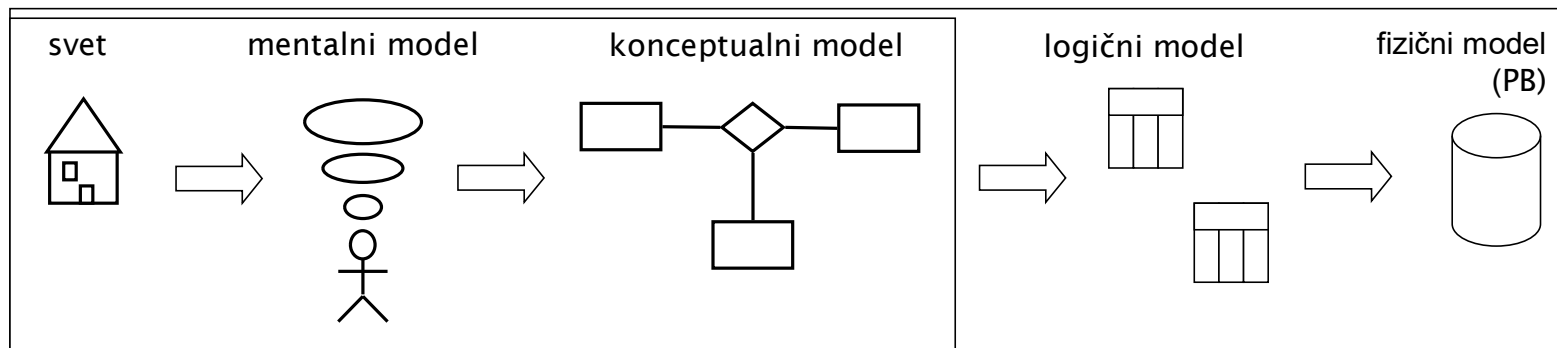 svet
mentalni model
konceptualni model
logični model
fizični model
(PB)